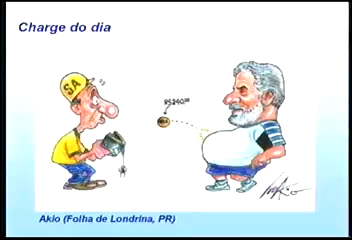 Charge do dia
SA
R$240,00
Akio (Folha de Londrina, PR)